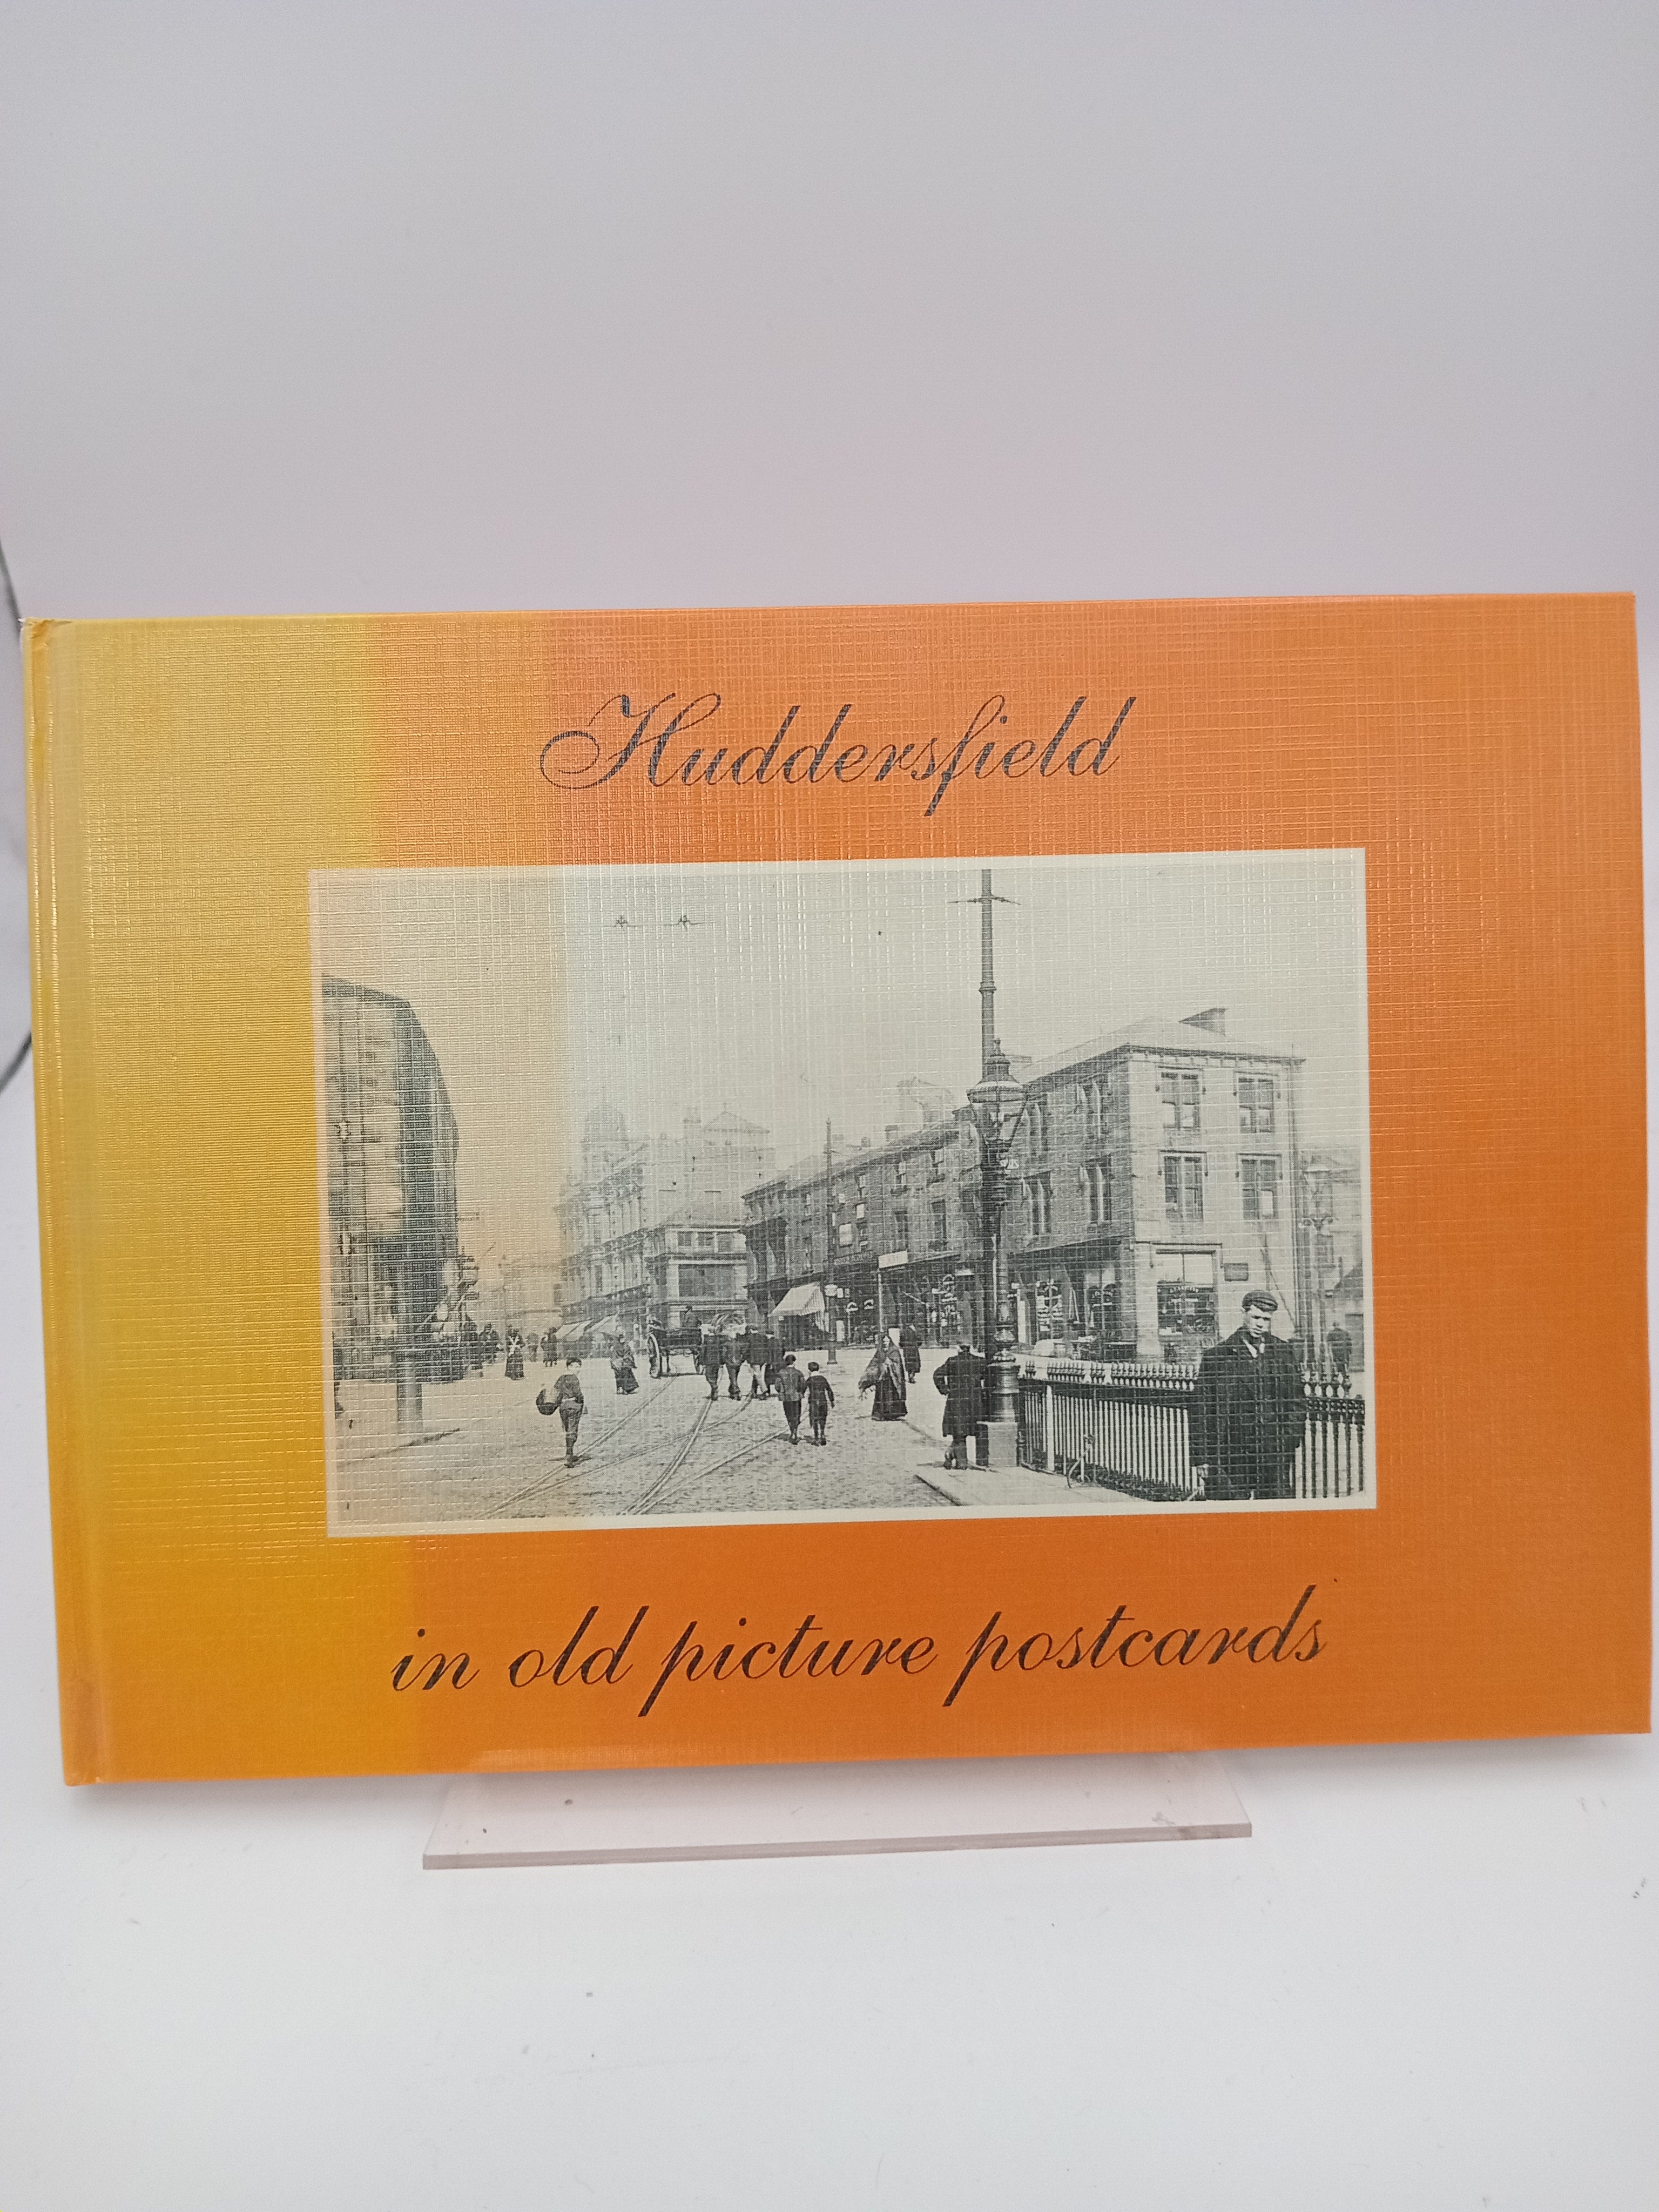 Huddersfield
in old picture postcards